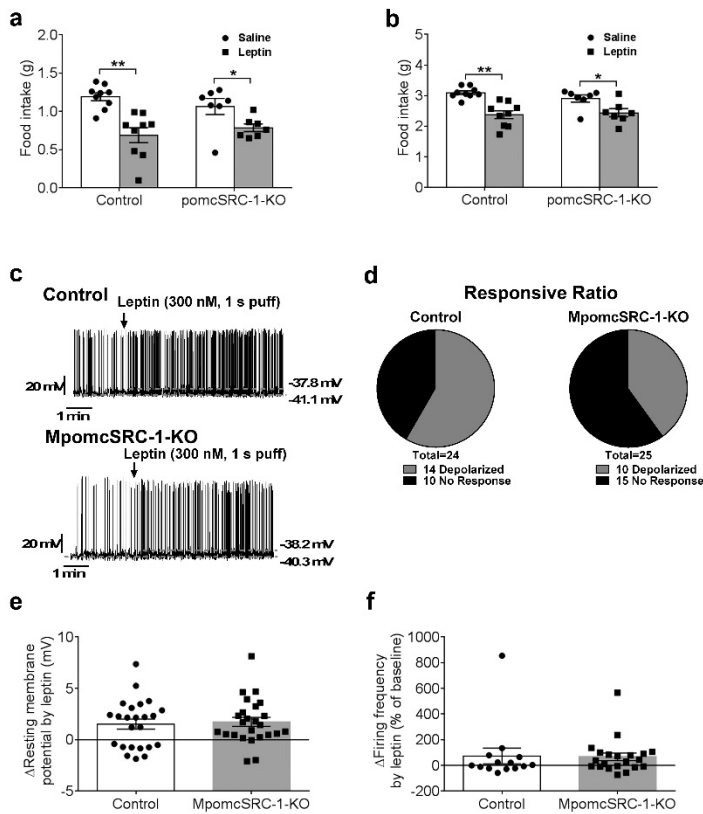 a
Saline
Leptin
Food intake (g)
2.0
1.5
1.0
0.5
0.0
**
*
Control
pomcSRC-1-KO
b
Saline
Leptin
Food intake (g)
5
4
3
2
1
0
**
*
Control
pomcSRC-1-KO
c
Control
Leptin (300 nM, 1 s puff)
20 mV
-37.8 mV
-41.1 mV
1 min
MpomcSRC-1-KO
Leptin (300 nM, 1 s puff)
20 mV
-38.2 mV
-40.3 mV
1 min
d
Responsive Ratio
Control
MpomcSRC-1-KO
Total=24
14 Depolarized
10 No Response
Total=25
10 Depolarized
15 No Response
e
ΔResting membrane
potential by leptin (mV)
10
5
0
-5
Control
MpomcSRC-1-KO
f
ΔFiring frequency
by leptin (% of baseline)
1000
800
600
400
200
0
-200
Control
MpomcSRC-1-KO